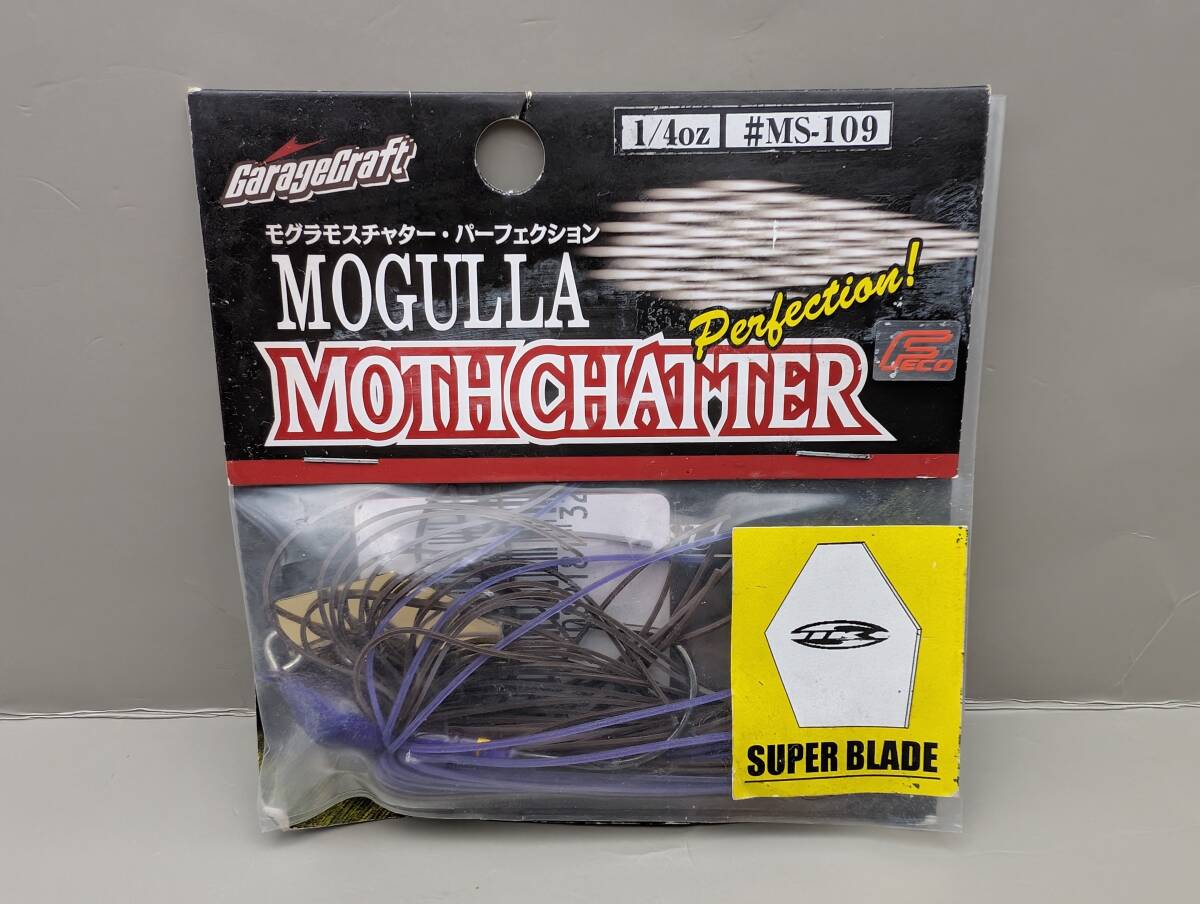 1/4oz #MS-109
GarageCraft
モグラモスチャター・パーフェクション
MOGULLA
Perfection!
MOTHCHATTER
ECO
SUPER BLADE